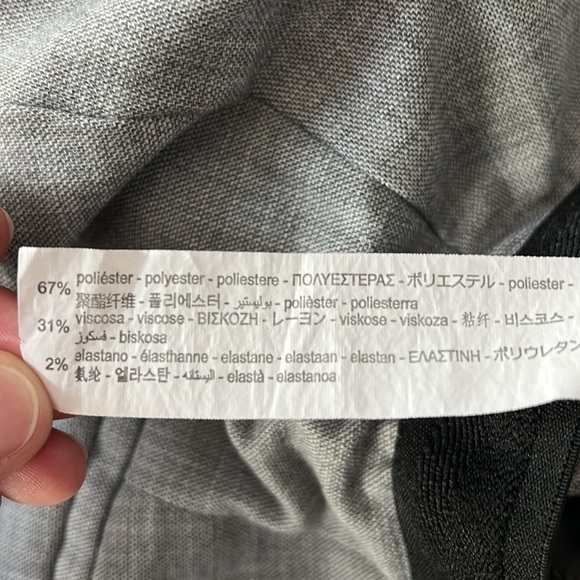 67% poliéster - polyester - poliestere - ΠΟΛΥΕΣΤΕΡΑΣ - ポリエステル - poliester -
聚酯纤维 - 폴리에스터 - بوليستير - polièster - poliesterra
31% viscosa - viscose - ΒΙΣΚΟΖΗ - レーヨン - viskose - viskoza - 粘纤 - 비스코스 -
فسكوز - biskosa
2% elastano - élasthanne - elastane - elastaan - elastan - ΕΛΑΣΤΙΝΗ - ポリウレタン
氨纶 - 엘라스탄 - اليستانه - elastà - elastanoa